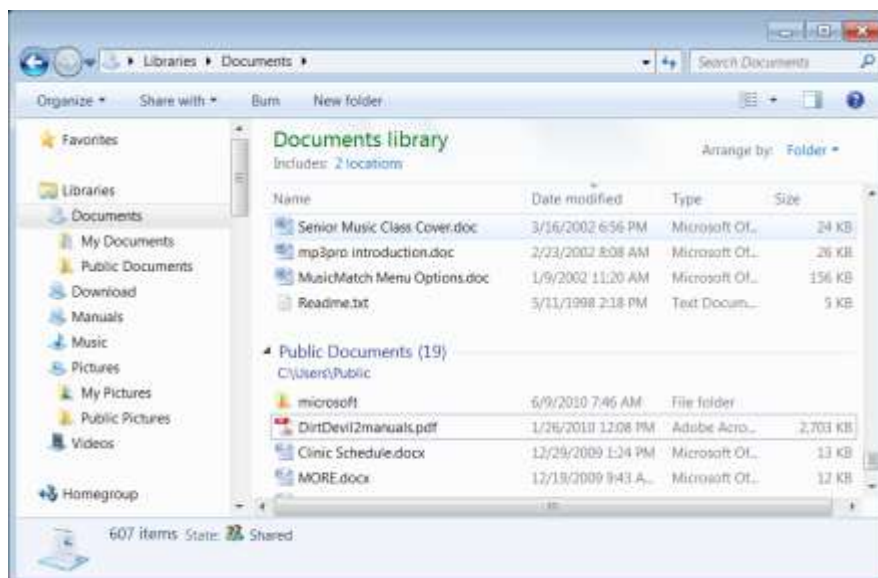 Libraries Documents
Search Documents
Organize Share with Burn New folder
Favorites
Libraries
Documents
My Documents
Public Documents
Download
Manuals
Music
Pictures
My Pictures
Public Pictures
Videos
Homegroup
Documents library
Includes: 2 locations
Arrange by: Folder
Name Date modified Type Size
Senior Music Class Cover.doc 3/16/2002 6:56 PM Microsoft Of... 24 KB
mp3pro introduction.doc 2/23/2002 8:08 AM Microsoft Of... 26 KB
MusicMatch Menu Options.doc 1/9/2002 11:20 AM Microsoft Of... 156 KB
Readme.txt 5/11/1998 2:18 PM Text Docum... 5 KB
Public Documents (19)
C:\Users\Public
microsoft 6/9/2010 7:46 AM File folder
DirtDevil2manuals.pdf 1/26/2010 12:08 PM Adobe Acro... 2,703 KB
Clinic Schedule.docx 12/29/2009 1:24 PM Microsoft Of... 13 KB
MORE.docx 12/19/2009 9:43 A... Microsoft Of... 12 KB
607 items State: Shared